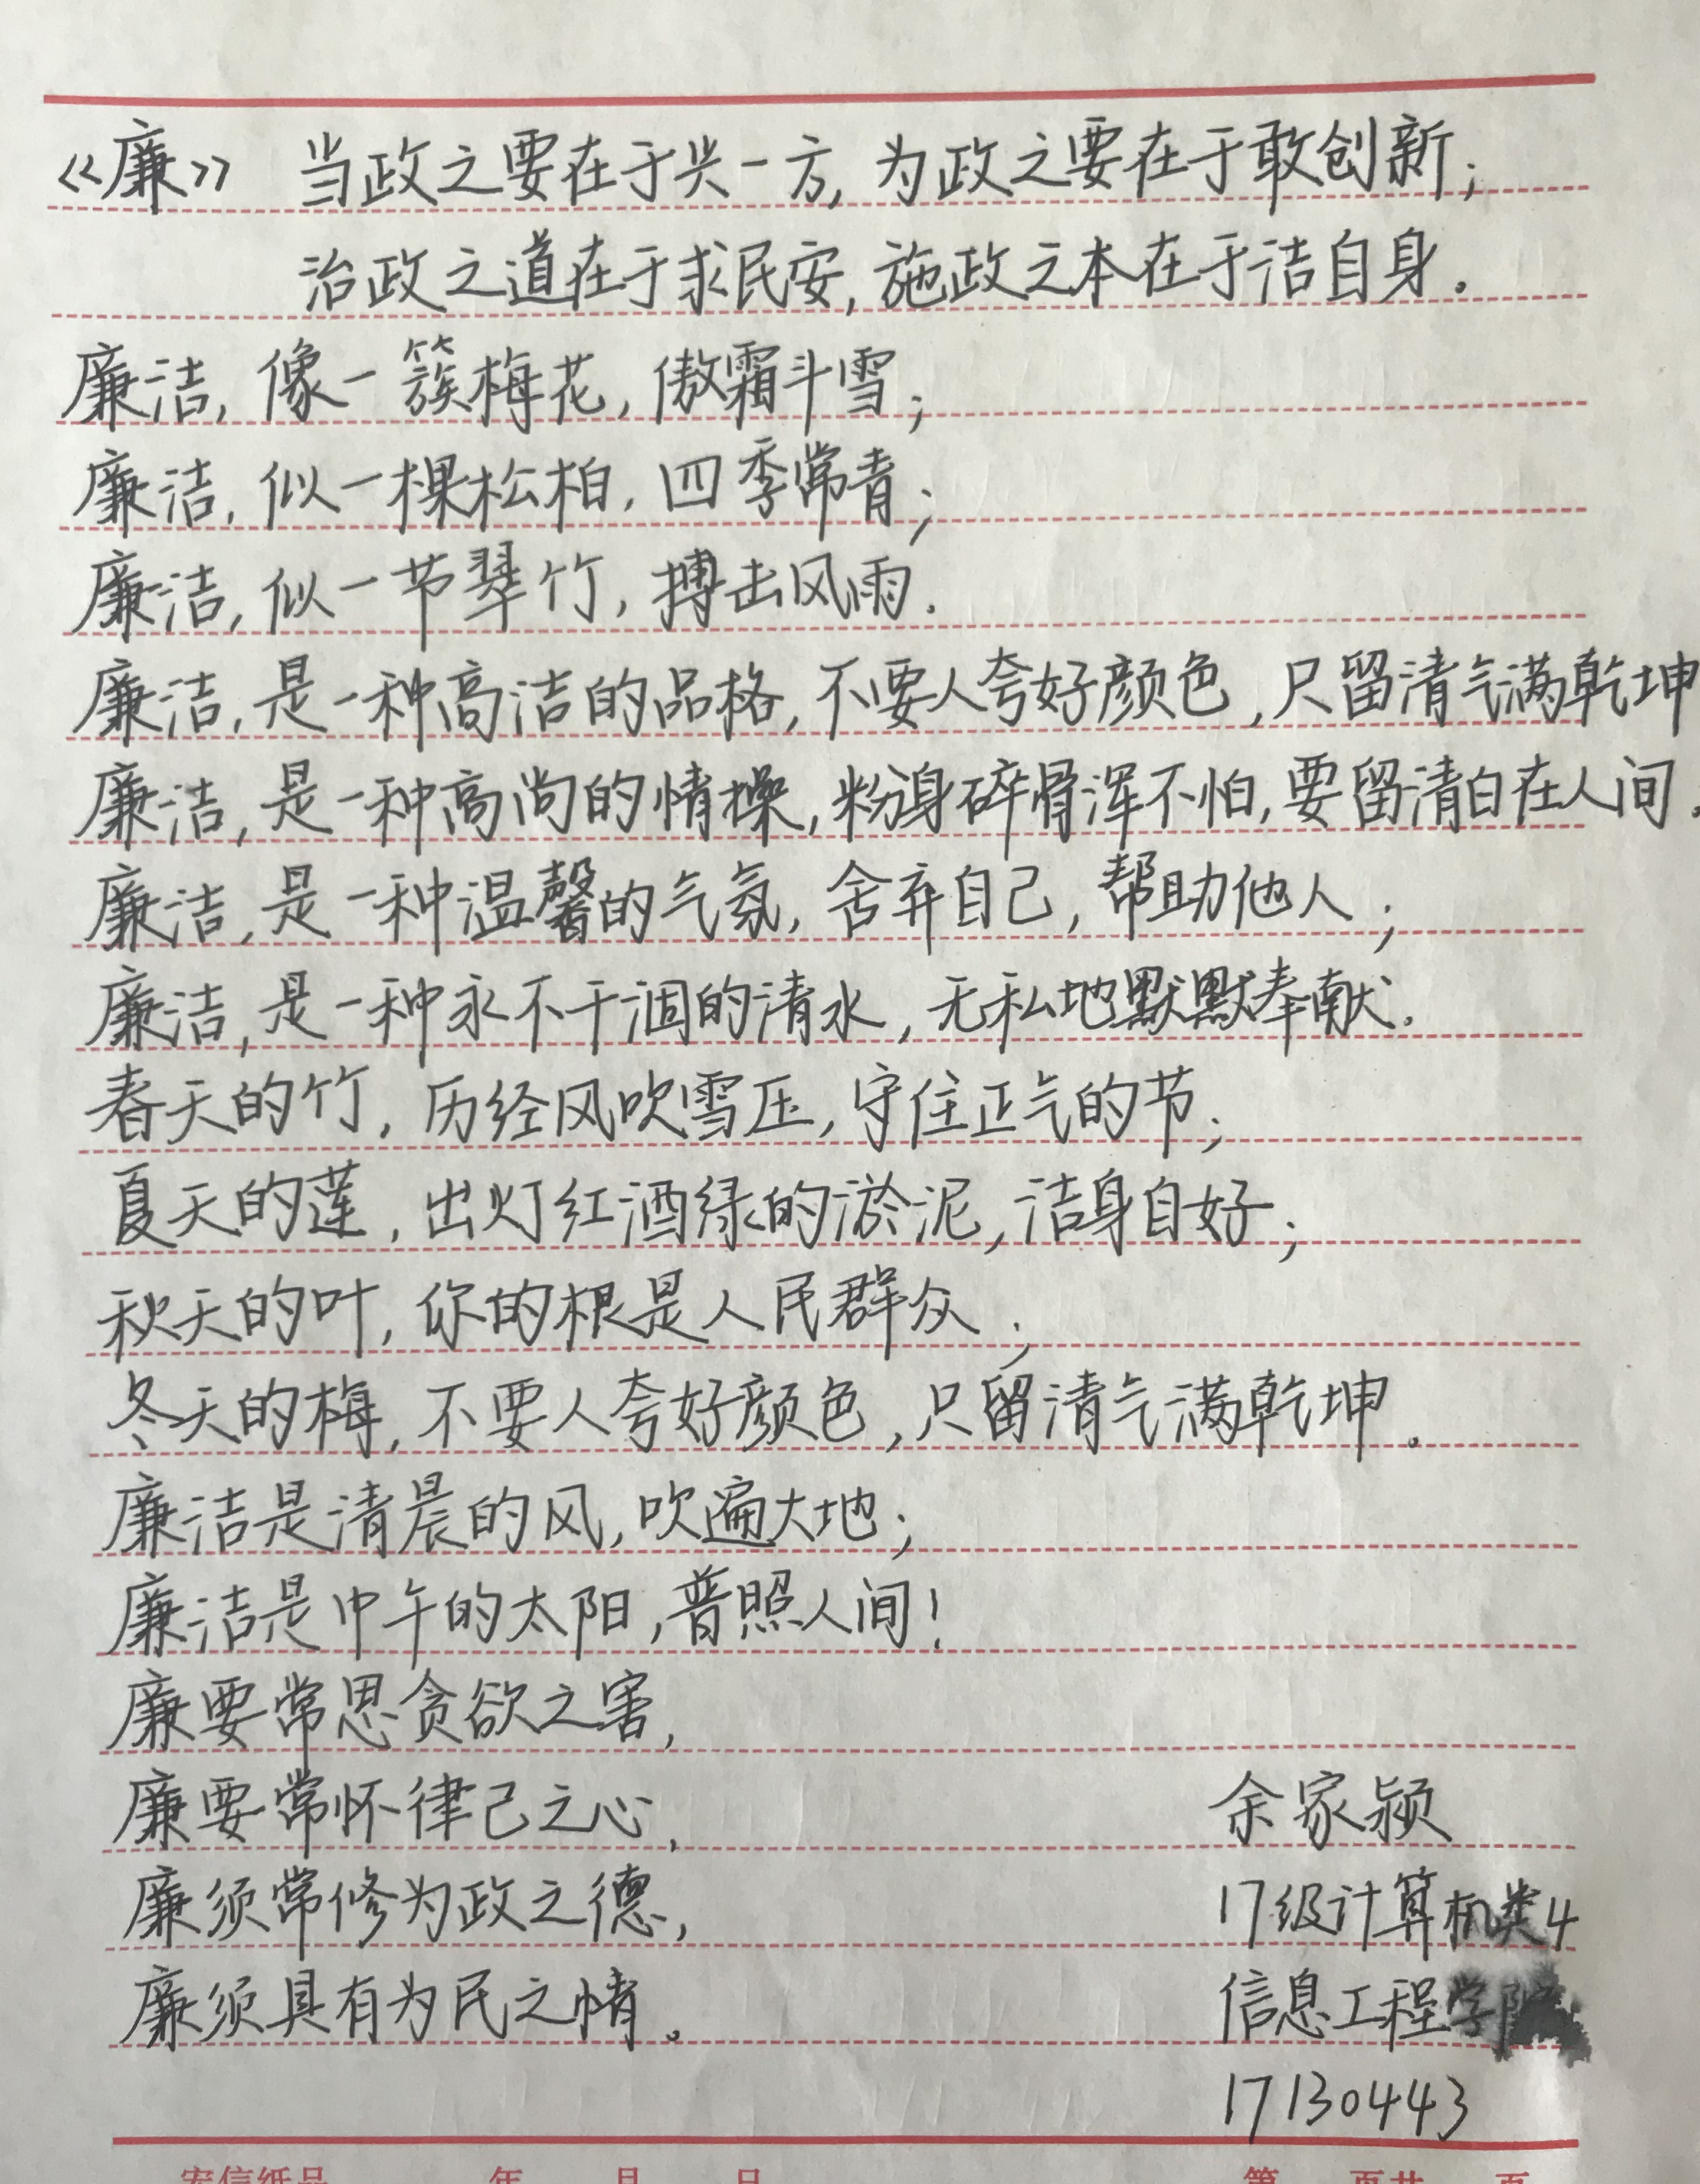 《廉》 当政之要在于兴一方,为政之要在于敢创新;
治政之道在于求民安,施政之本在于洁自身.
廉洁,像一簇梅花,傲霜斗雪;
廉洁,似一棵松柏,四季常青;
廉洁,似一节翠竹,搏击风雨.
廉洁,是一种高洁的品格,不要人夸好颜色,只留清气满乾坤
廉洁,是一种高尚的情操,粉身碎骨浑不怕,要留清白在人间.
廉洁,是一种温馨的气氛,舍弃自己,帮助他人;
廉洁,是一种永不干涸的清水,无私地默默奉献.
春天的竹,历经风吹雪压,守住正气的节;
夏天的莲,出灯红酒绿的淤泥,洁身自好;
秋天的叶,你的根是人民群众;
冬天的梅,不要人夸好颜色,只留清气满乾坤。
廉洁是清晨的风,吹遍大地;
廉洁是中午的太阳,普照人间!
廉要常思贪欲之害,
廉要常怀律己之心,
廉须常修为政之德,
廉须具有为民之情。
余家颍
17级计算机类4
信息工程学院
17130443
年 月 日 第 页共 页